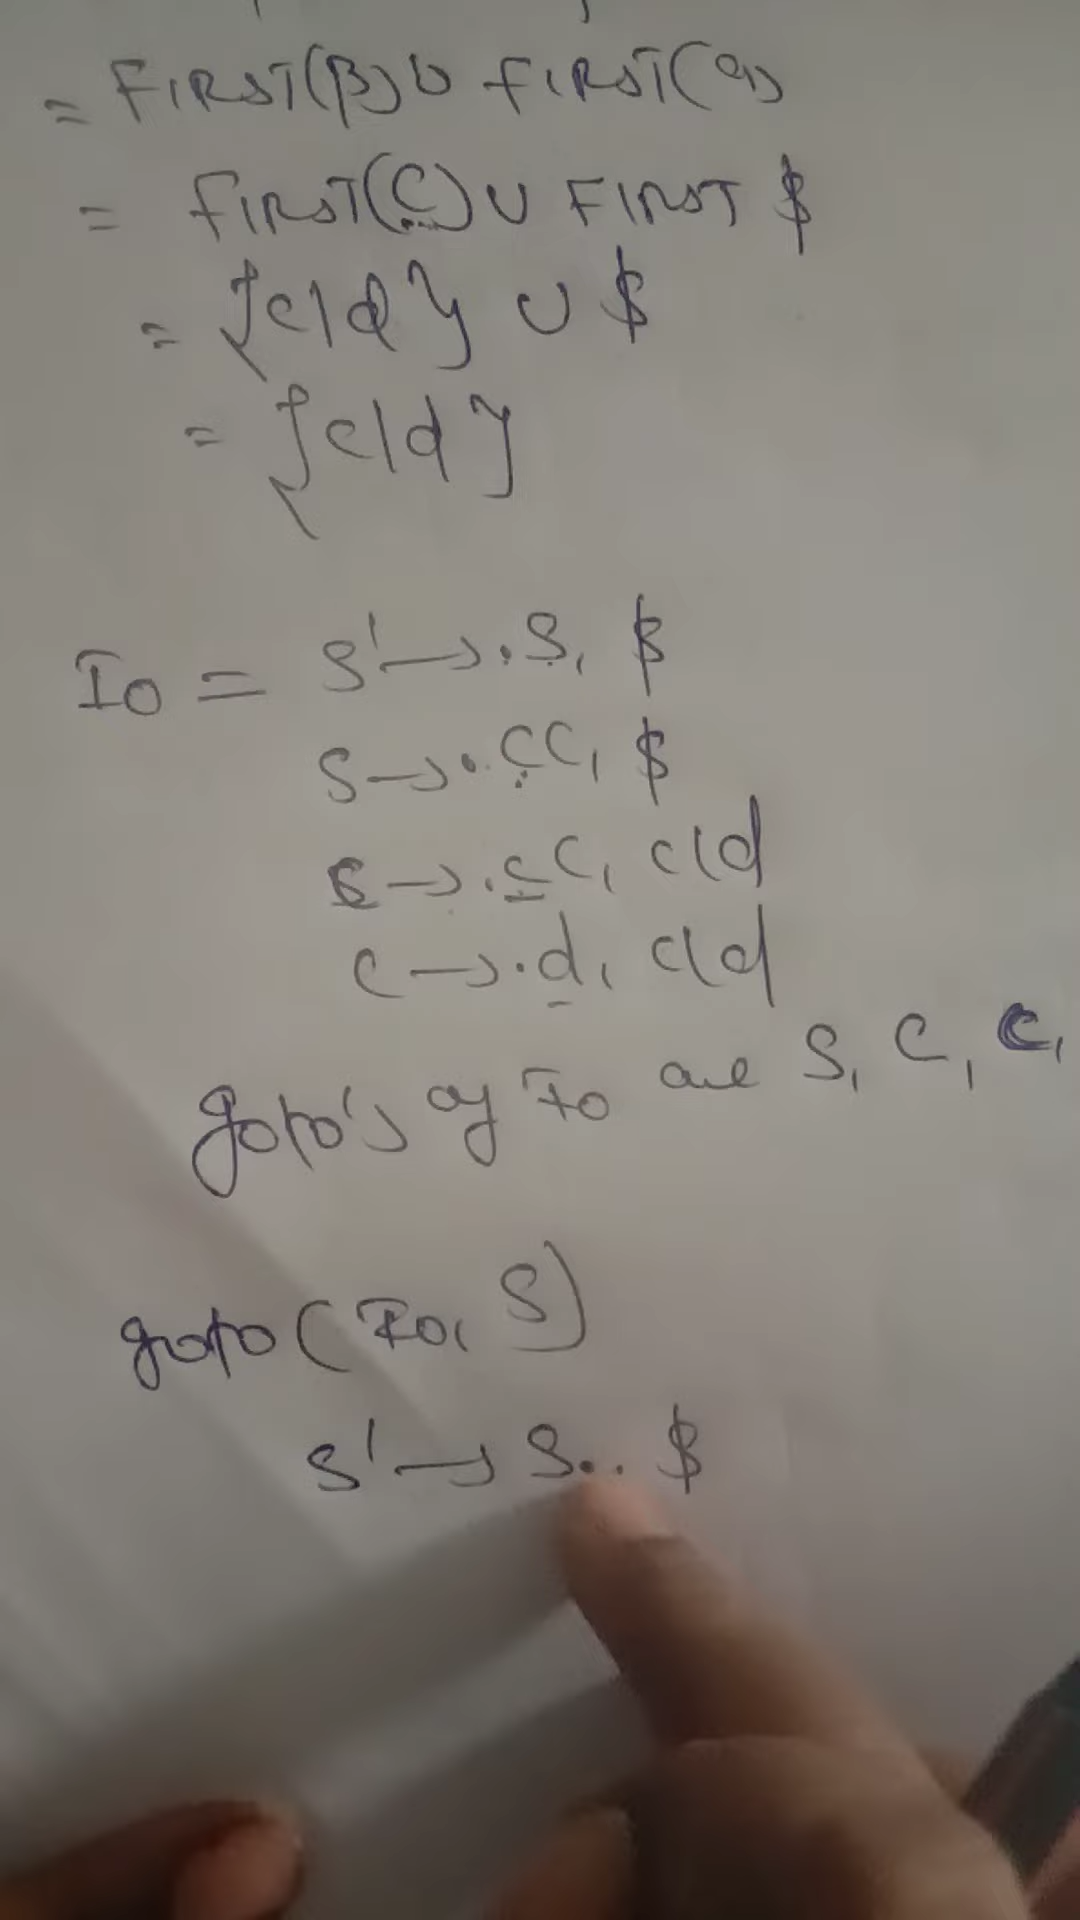 = FIRST(β) ∪ FIRST(a)
= FIRST(C) ∪ FIRST $
= {c/d} ∪ $
= {c/d}
I0 = S' → .S, $
S → .CC, $
C → .cC, c/d
C → .d, c/d
goto's of I0 are S, C, c,
goto(I0, S)
S' → S., $